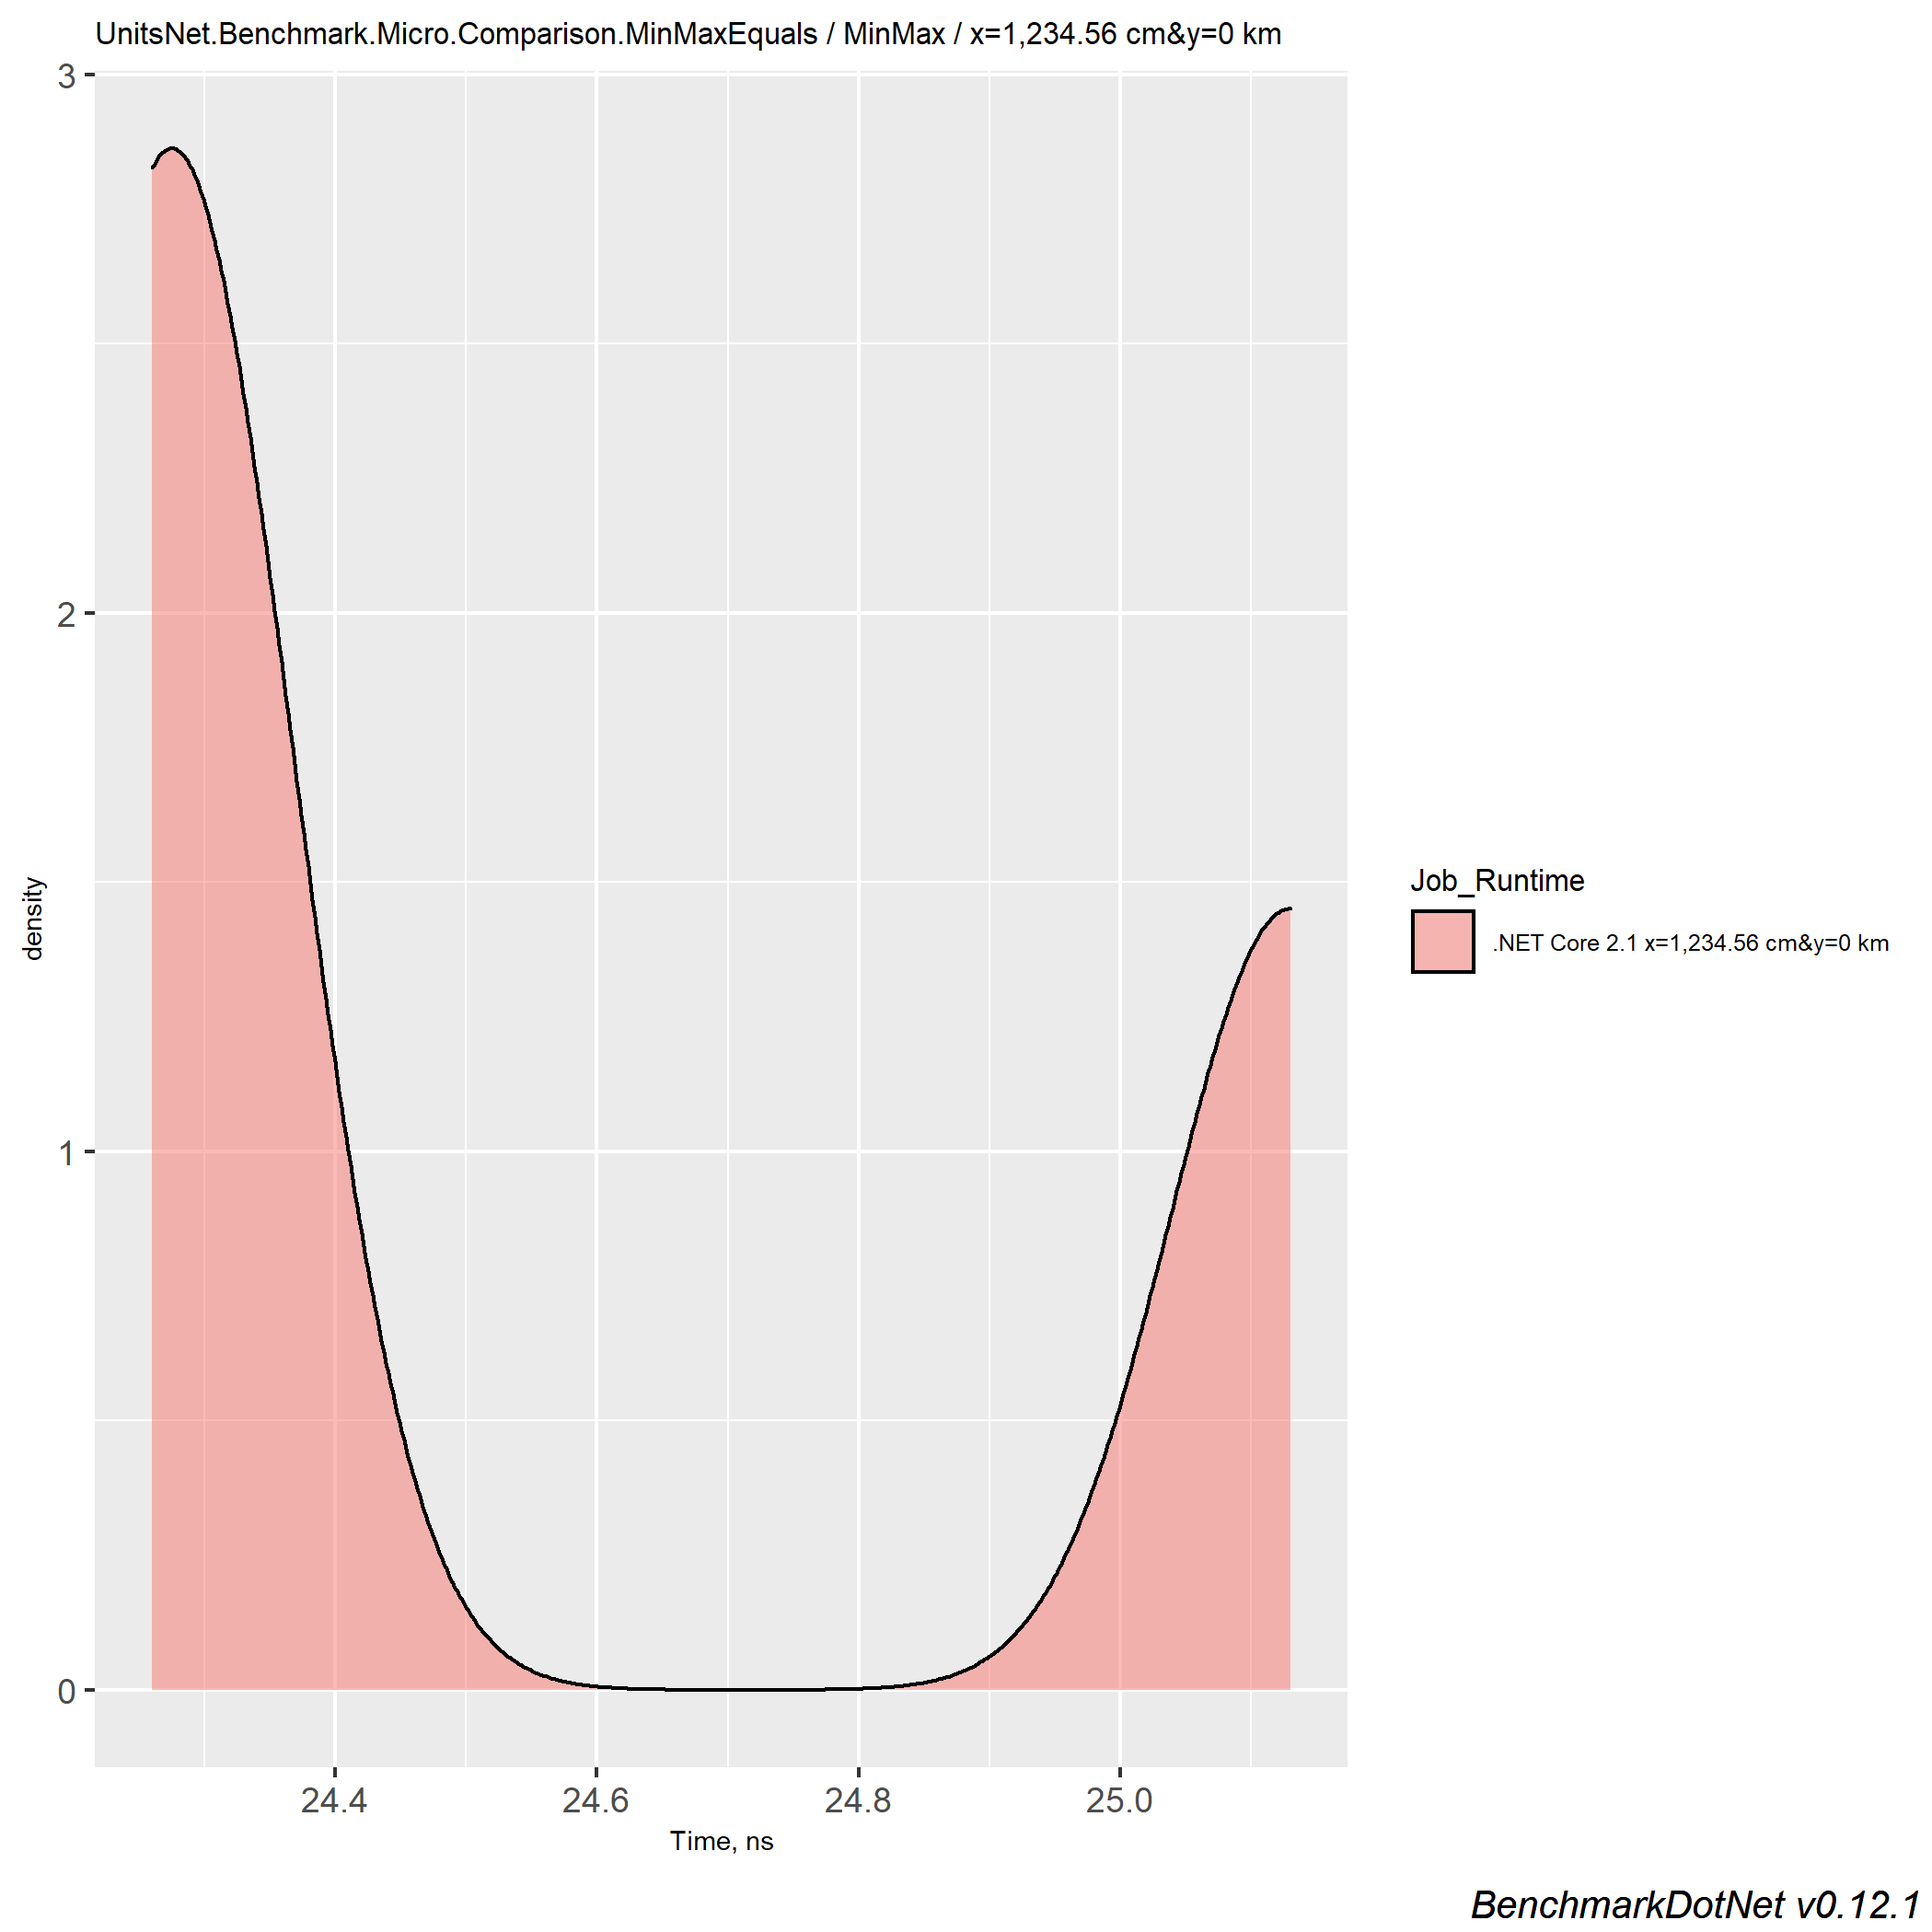 UnitsNet.Benchmark.Micro.Comparison.MinMaxEquals / MinMax / x=1,234.56 cm&y=0 km
3
2
1
0
density
24.4 24.6 24.8 25.0
Time, ns
Job_Runtime
.NET Core 2.1 x=1,234.56 cm&y=0 km
BenchmarkDotNet v0.12.1